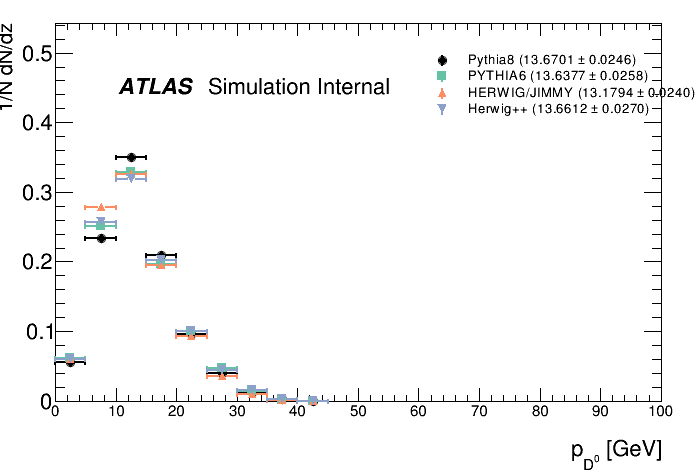 1/N dN/dz
0.5
Pythia8 (13.6701 ± 0.0246)
PYTHIA6 (13.6377 ± 0.0258)
ATLAS Simulation Internal
HERWIG/JIMMY (13.1794 ± 0.0240)
Herwig++ (13.6612 ± 0.0270)
0.4
0.3
0.2
0.1
0
0 10 20 30 40 50 60 70 80 90 100
p_D⁰ [GeV]